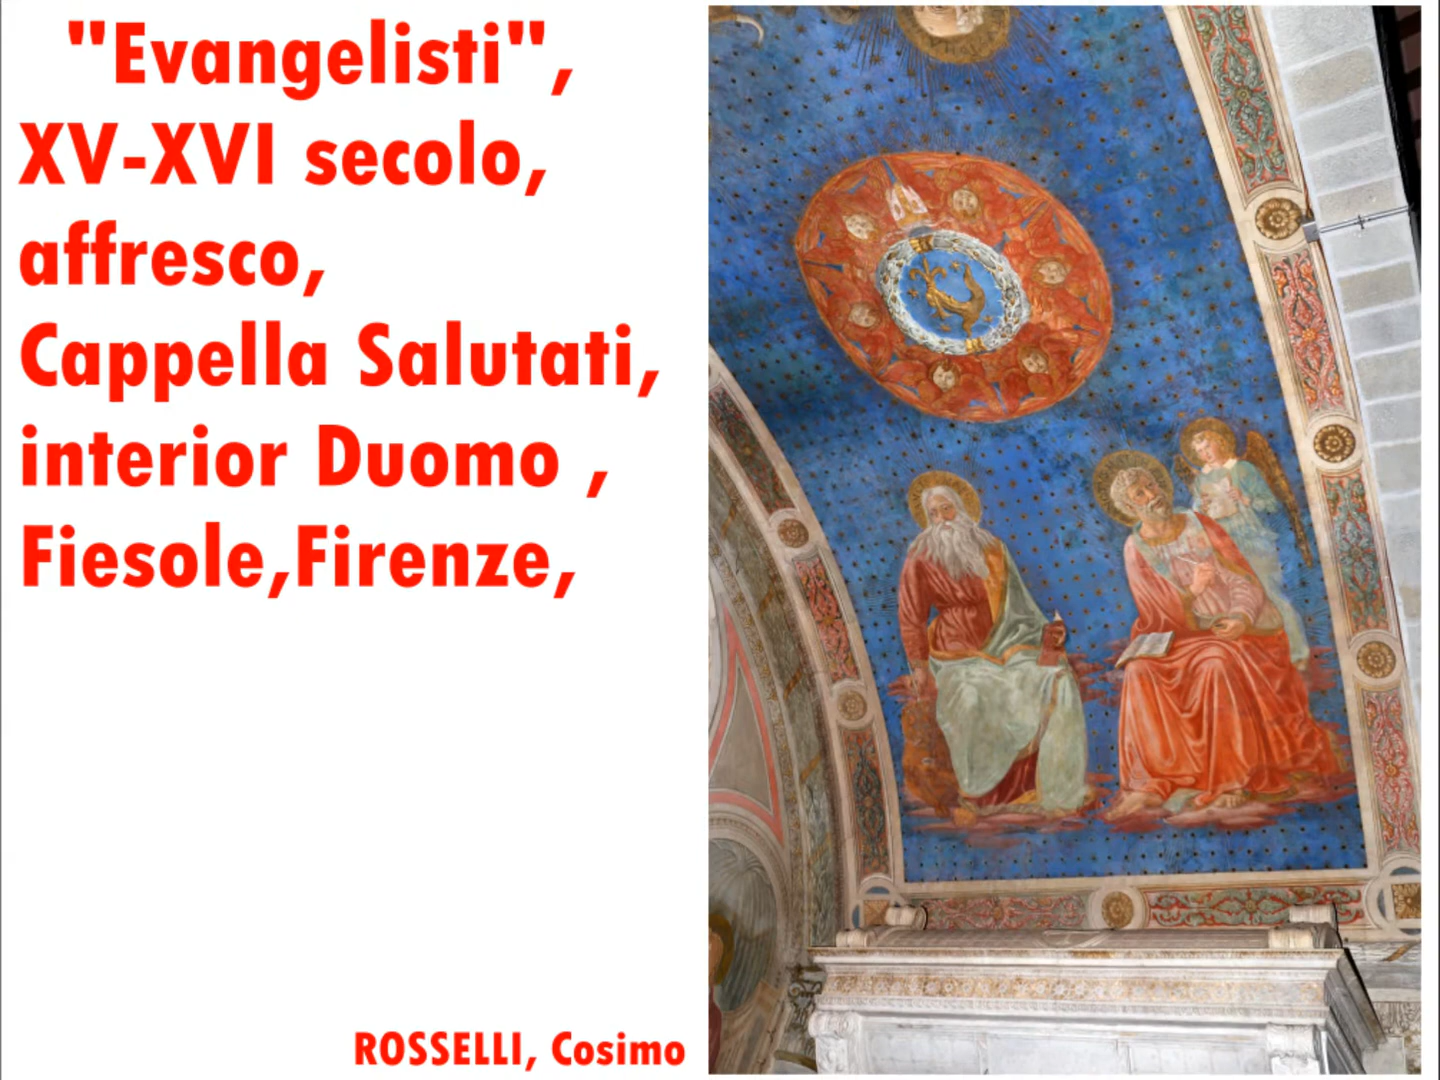 "Evangelisti",
XV-XVI secolo,
affresco,
Cappella Salutati,
interior Duomo ,
Fiesole,Firenze,
ROSSELLI, Cosimo